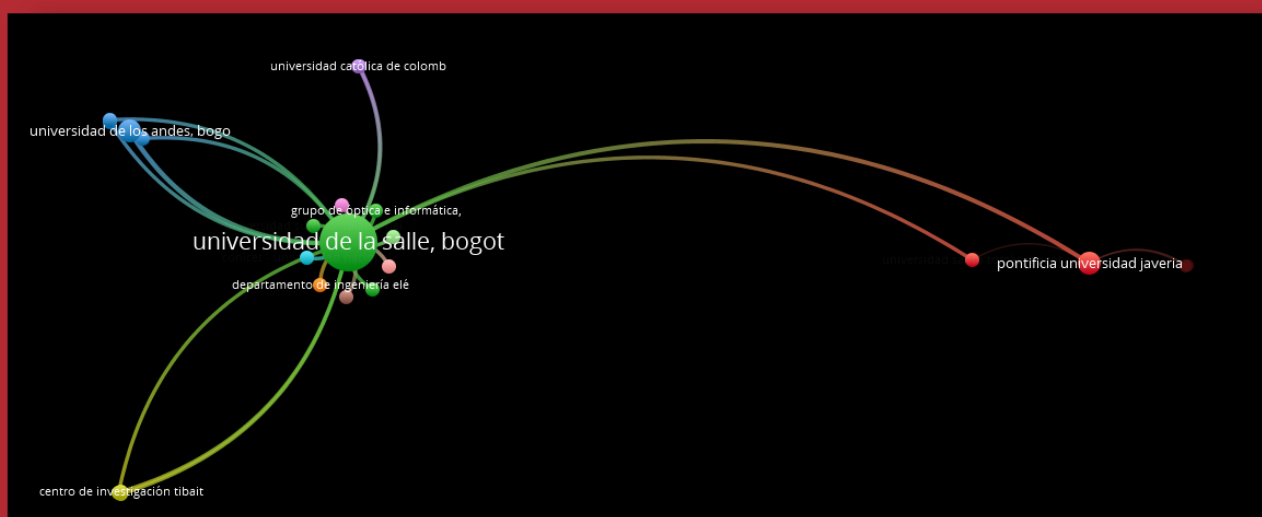 universidad católica de colomb
universidad de los andes, bogo
grupo de óptica e informática,
universidad de la salle, bogot
pontificia universidad javeria
departamento de ingeniería elé
centro de investigación tibait